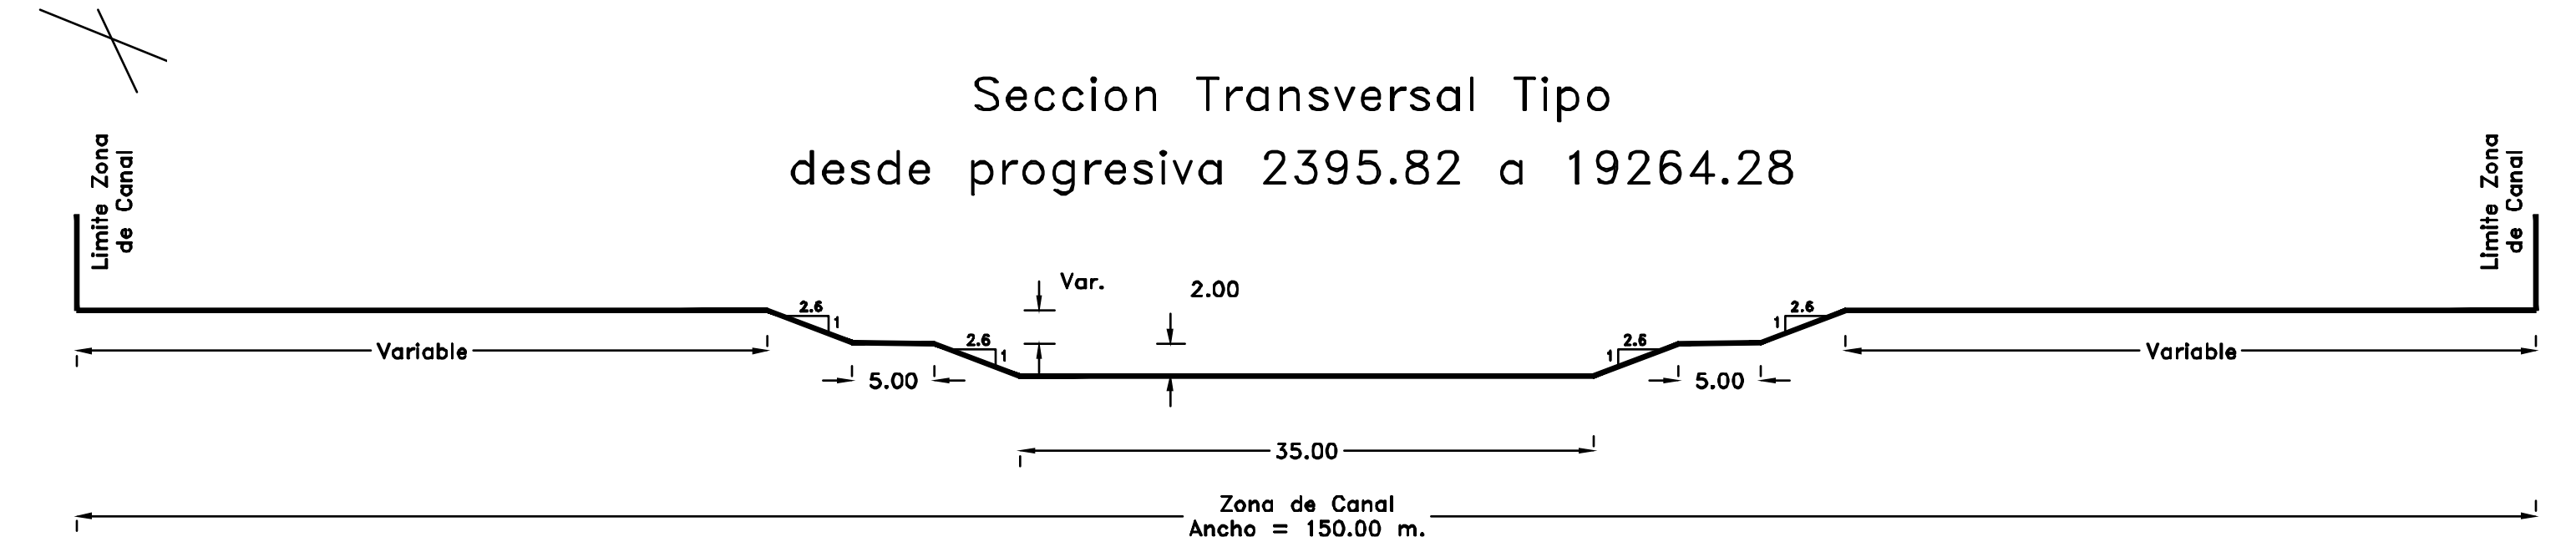 Seccion Transversal Tipo
desde progresiva 2395.82 a 19264.28
Limite Zona
de Canal
Limite Zona
de Canal
Var.
2.00
2.6
1
2.6
1
2.6
1
2.6
1
Variable
5.00
5.00
Variable
35.00
Zona de Canal
Ancho = 150.00 m.